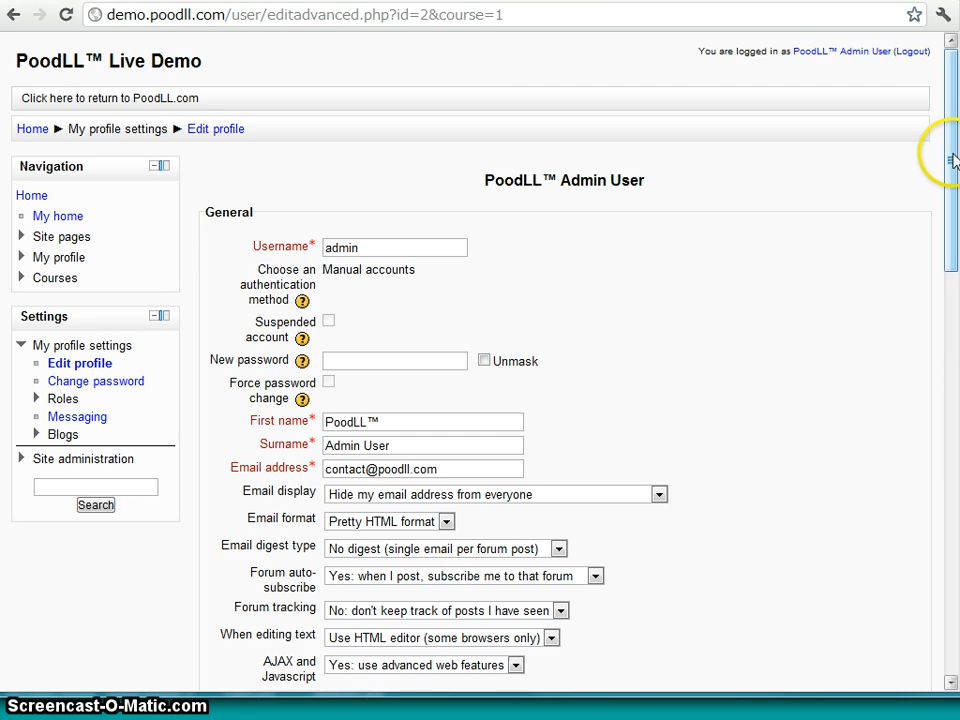 demo.poodll.com/user/editadvanced.php?id=2&course=1
PoodLL™ Live Demo
You are logged in as PoodLL™ Admin User (Logout)
Click here to return to PoodLL.com
Home ► My profile settings ► Edit profile
Navigation
Home
My home
Site pages
My profile
Courses
Settings
My profile settings
Edit profile
Change password
Roles
Messaging
Blogs
Site administration
Search
PoodLL™ Admin User
General
Username* admin
Choose an Manual accounts
authentication
method ?
Suspended
account ?
New password ? Unmask
Force password
change ?
First name* PoodLL™
Surname* Admin User
Email address* contact@poodll.com
Email display Hide my email address from everyone
Email format Pretty HTML format
Email digest type No digest (single email per forum post)
Forum auto- Yes: when I post, subscribe me to that forum
subscribe
Forum tracking No: don't keep track of posts I have seen
When editing text Use HTML editor (some browsers only)
AJAX and Yes: use advanced web features
Javascript
Screencast-O-Matic.com